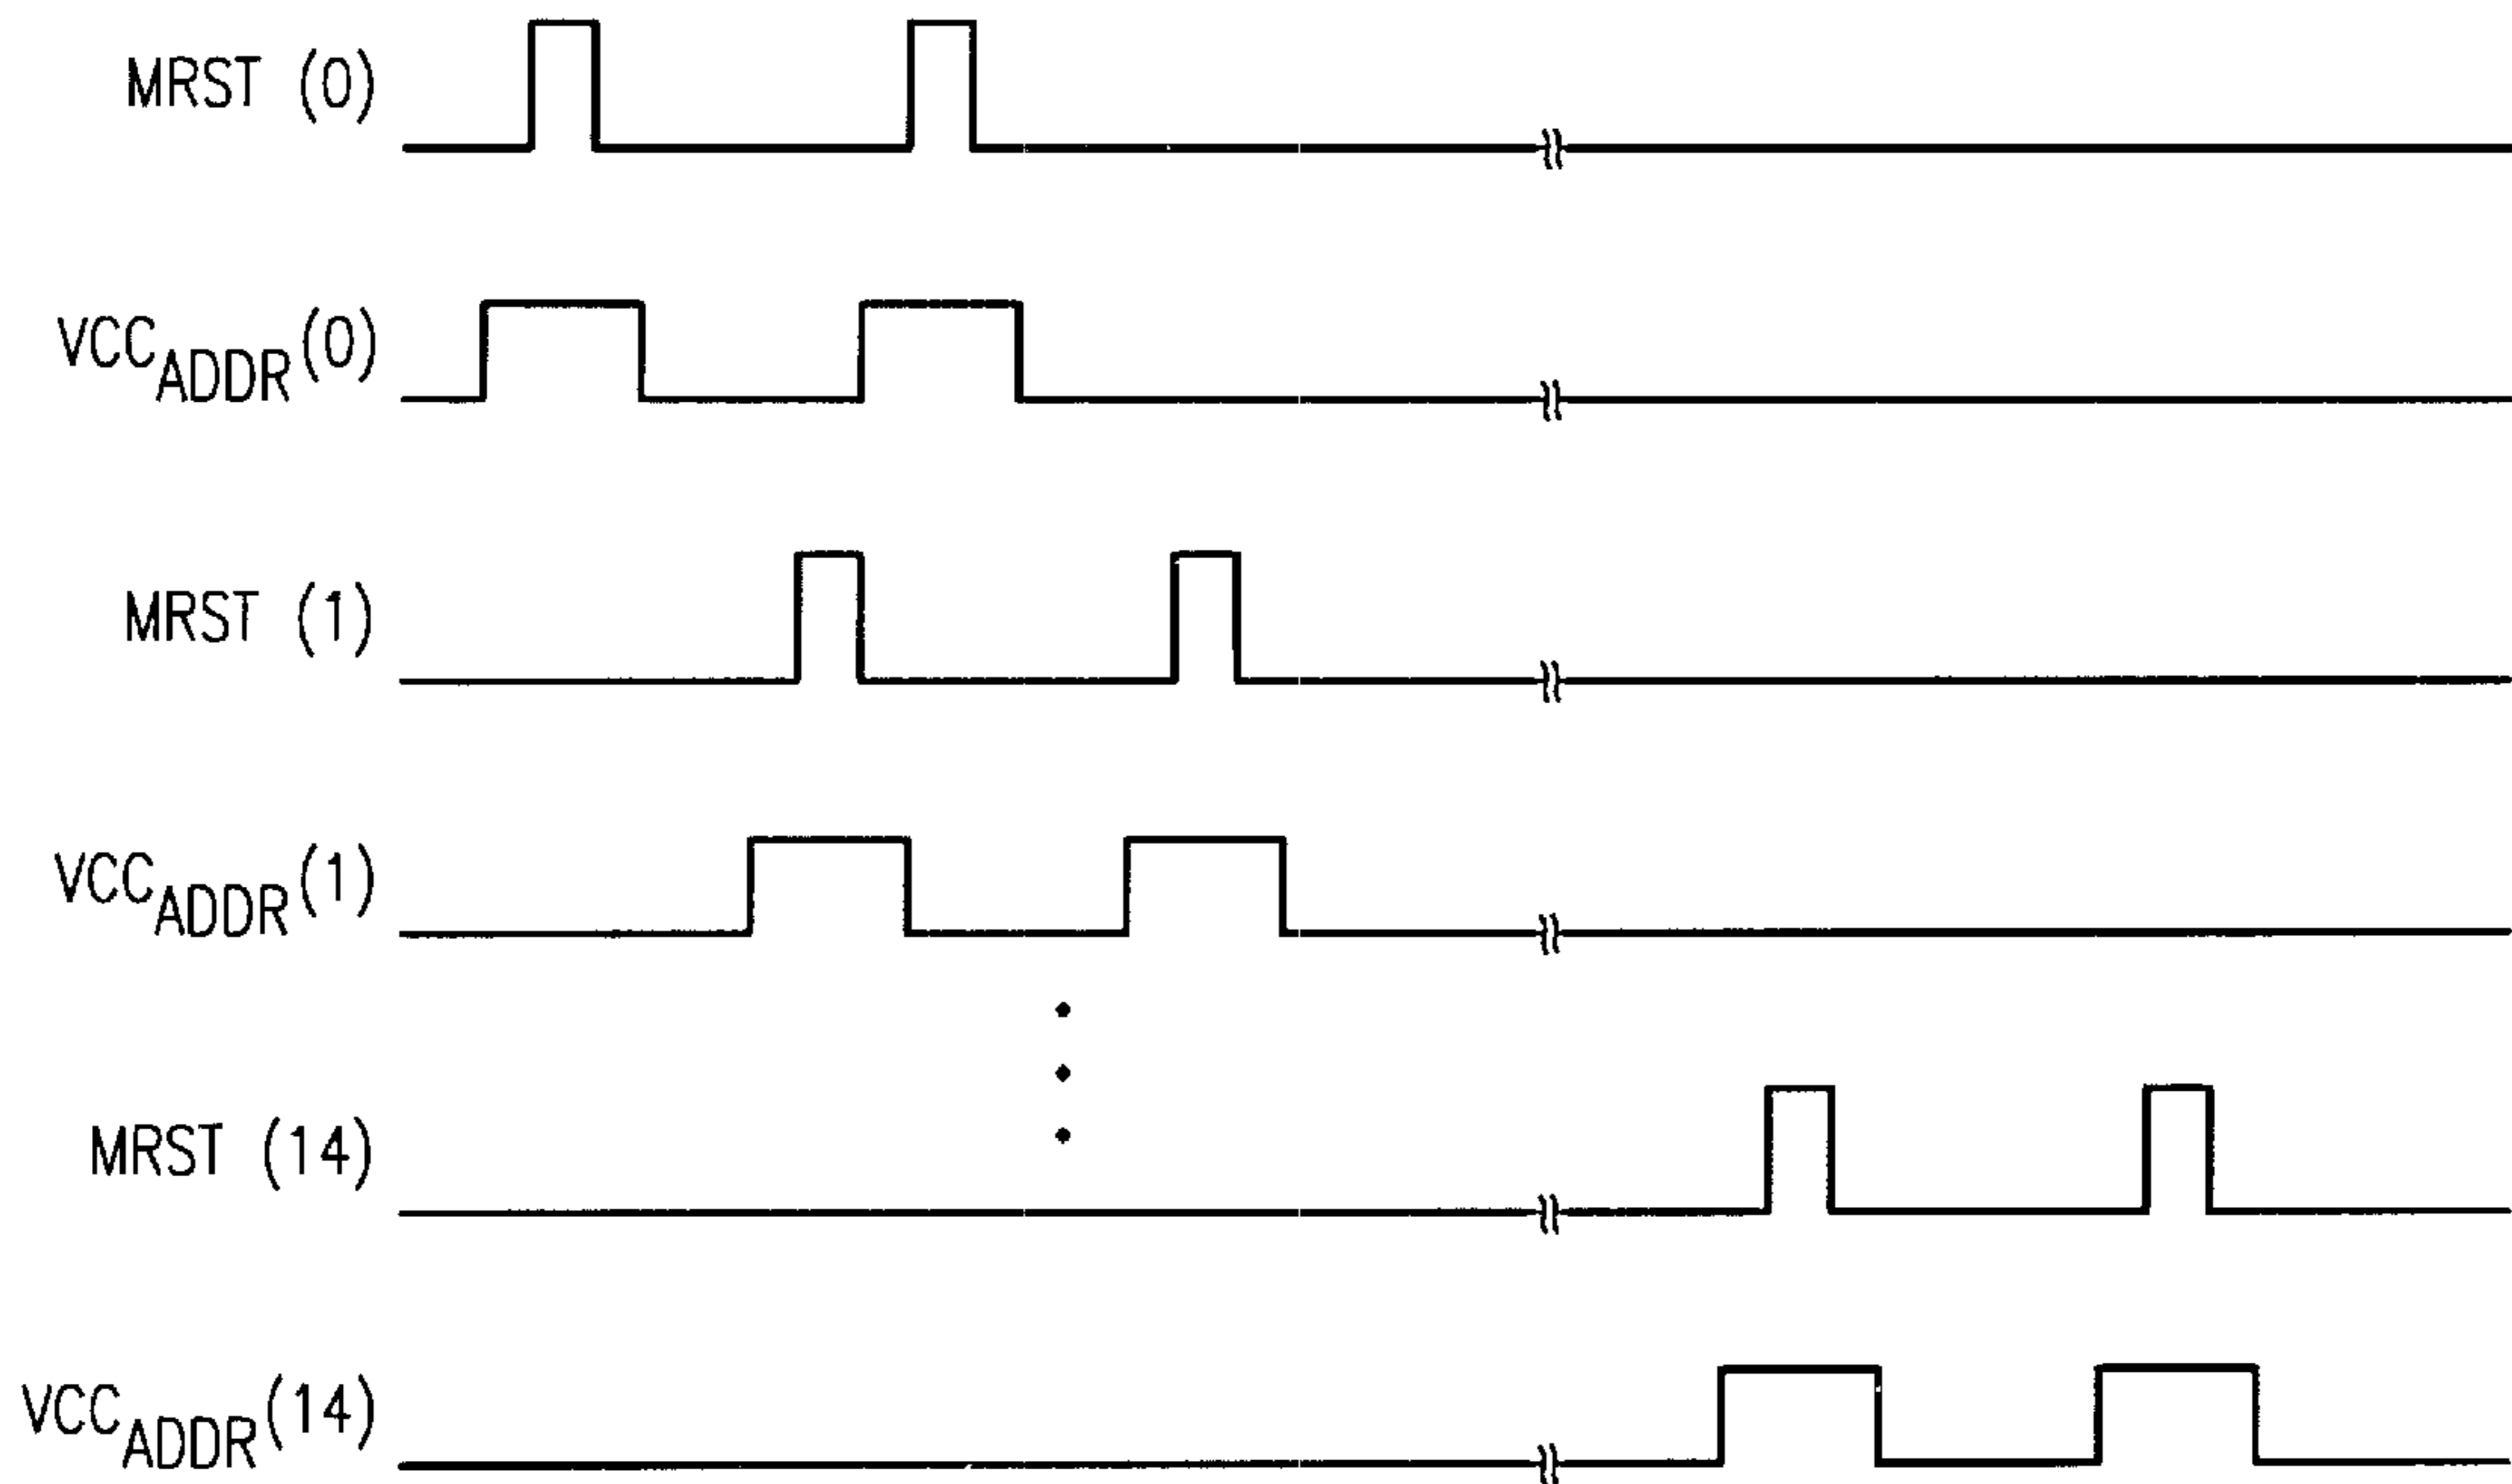 MRST (0)
VCCADDR(0)
MRST (1)
VCCADDR(1)
MRST (14)
VCCADDR(14)